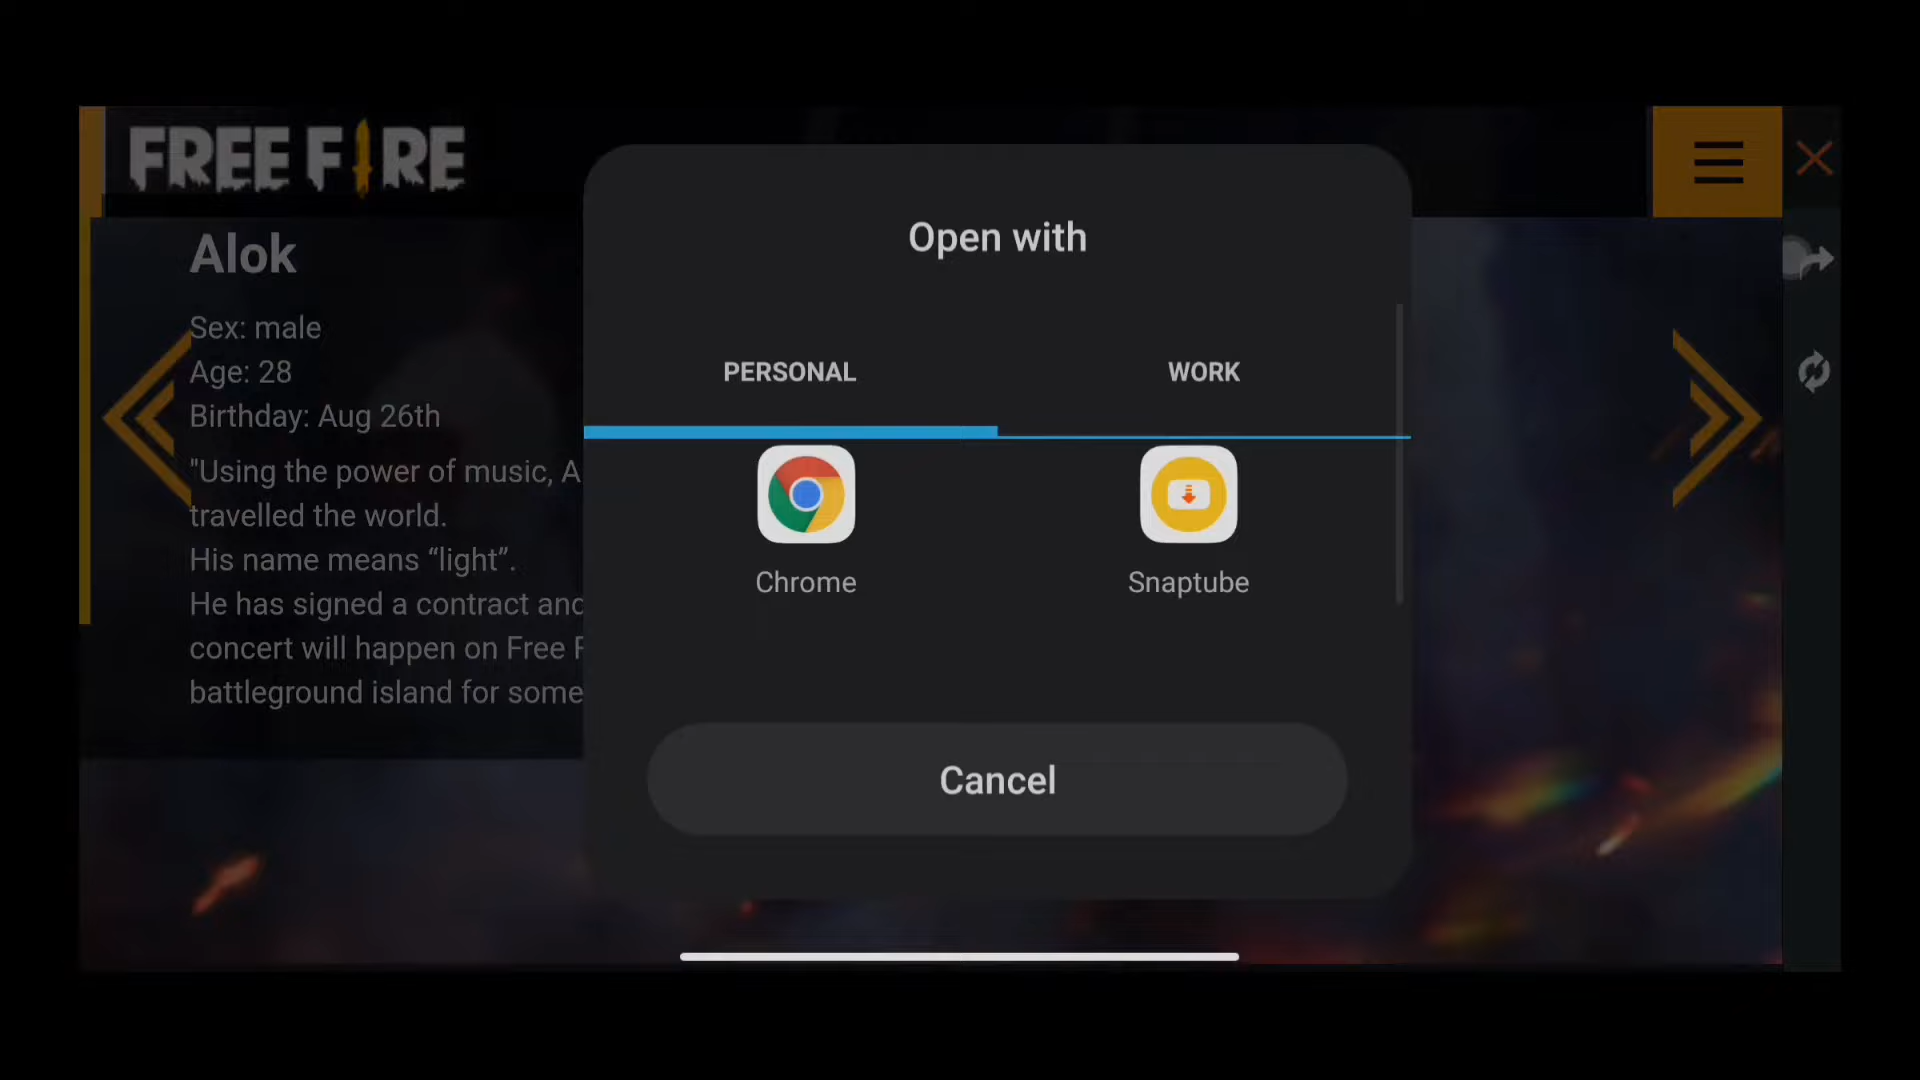 FREE FIRE
Alok
Sex: male
Age: 28
Birthday: Aug 26th
"Using the power of music, A
travelled the world.
His name means “light”.
He has signed a contract and
concert will happen on Free F
battleground island for some
Open with
PERSONAL
WORK
Chrome
Snaptube
Cancel